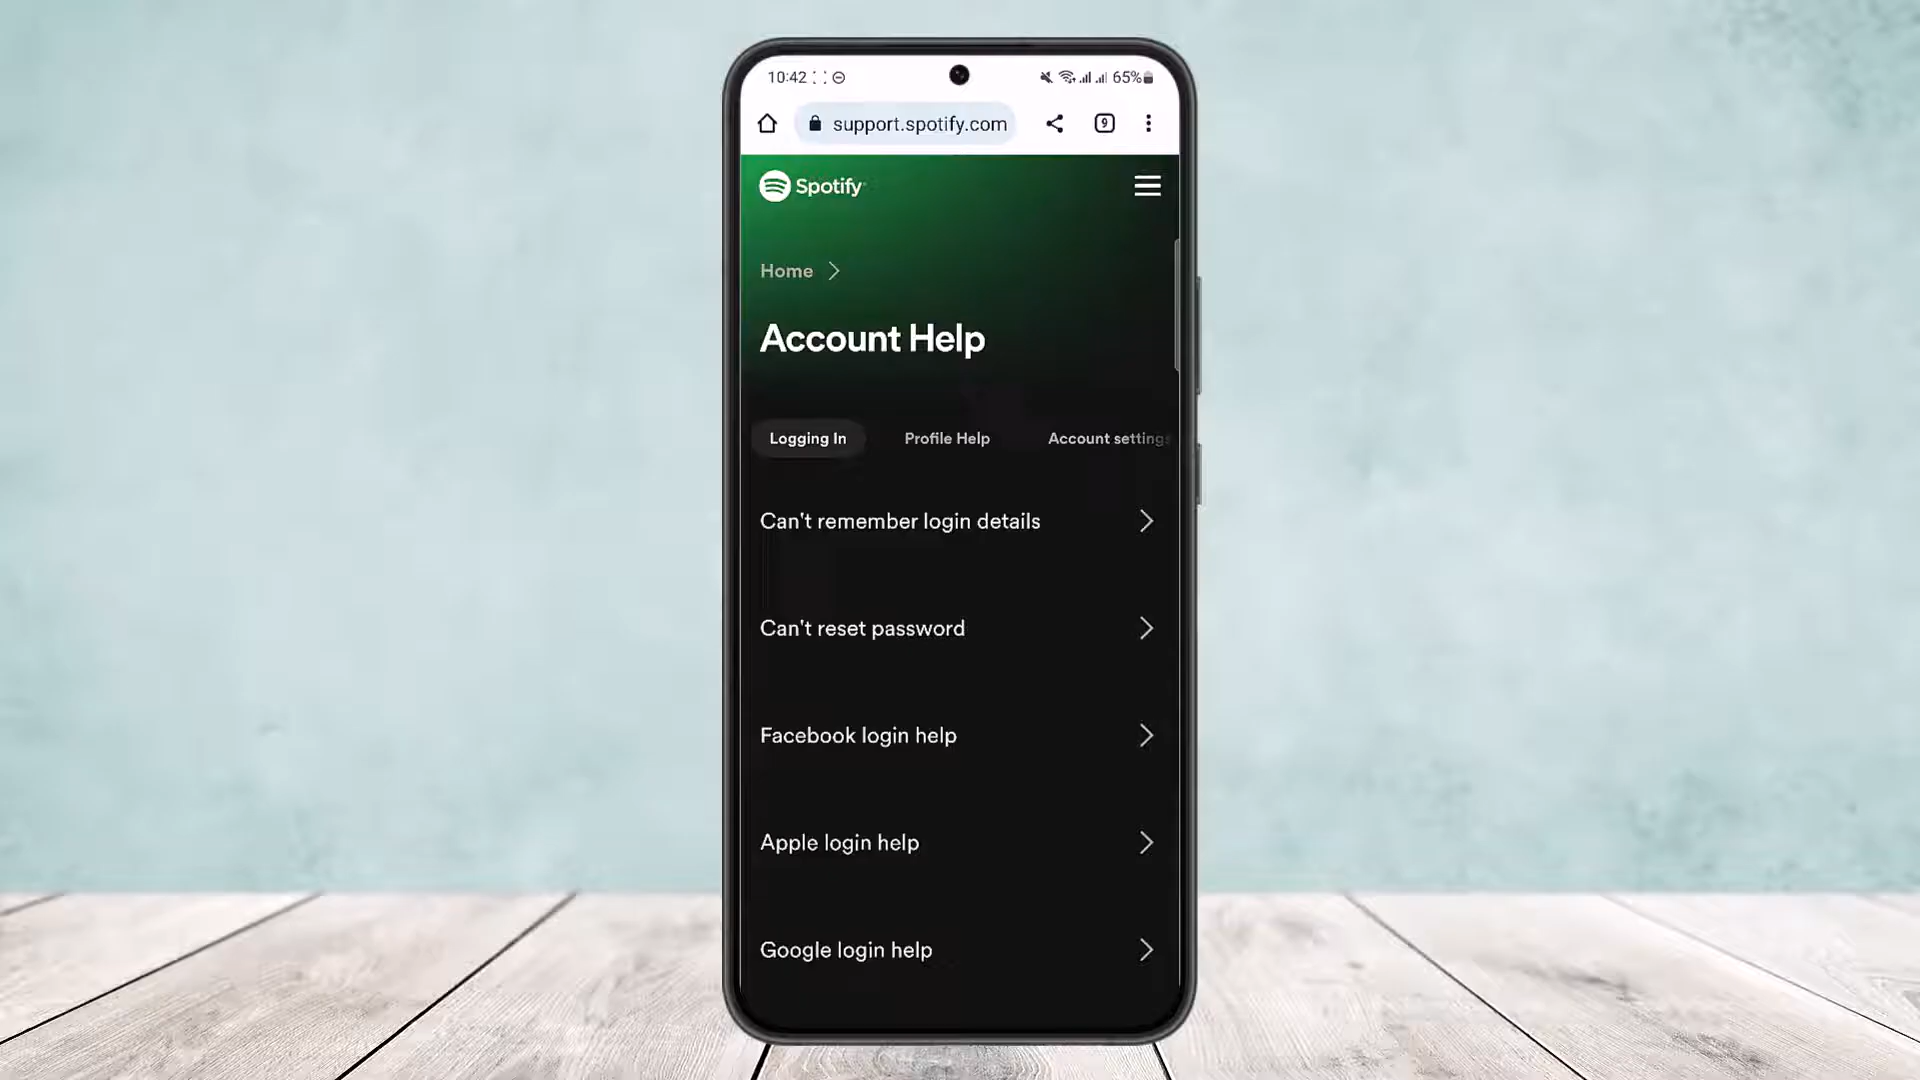 10:42
65%
support.spotify.com
9
Spotify
Home
Account Help
Logging In
Profile Help
Account settings
Can't remember login details
Can't reset password
Facebook login help
Apple login help
Google login help